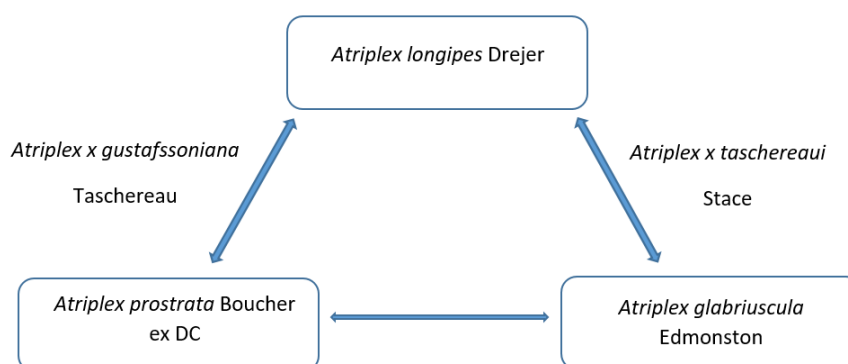 Atriplex longipes Drejer
Atriplex x gustafssoniana
Taschereau
Atriplex x taschereaui
Stace
Atriplex prostrata Boucher
ex DC
Atriplex glabriuscula
Edmonston